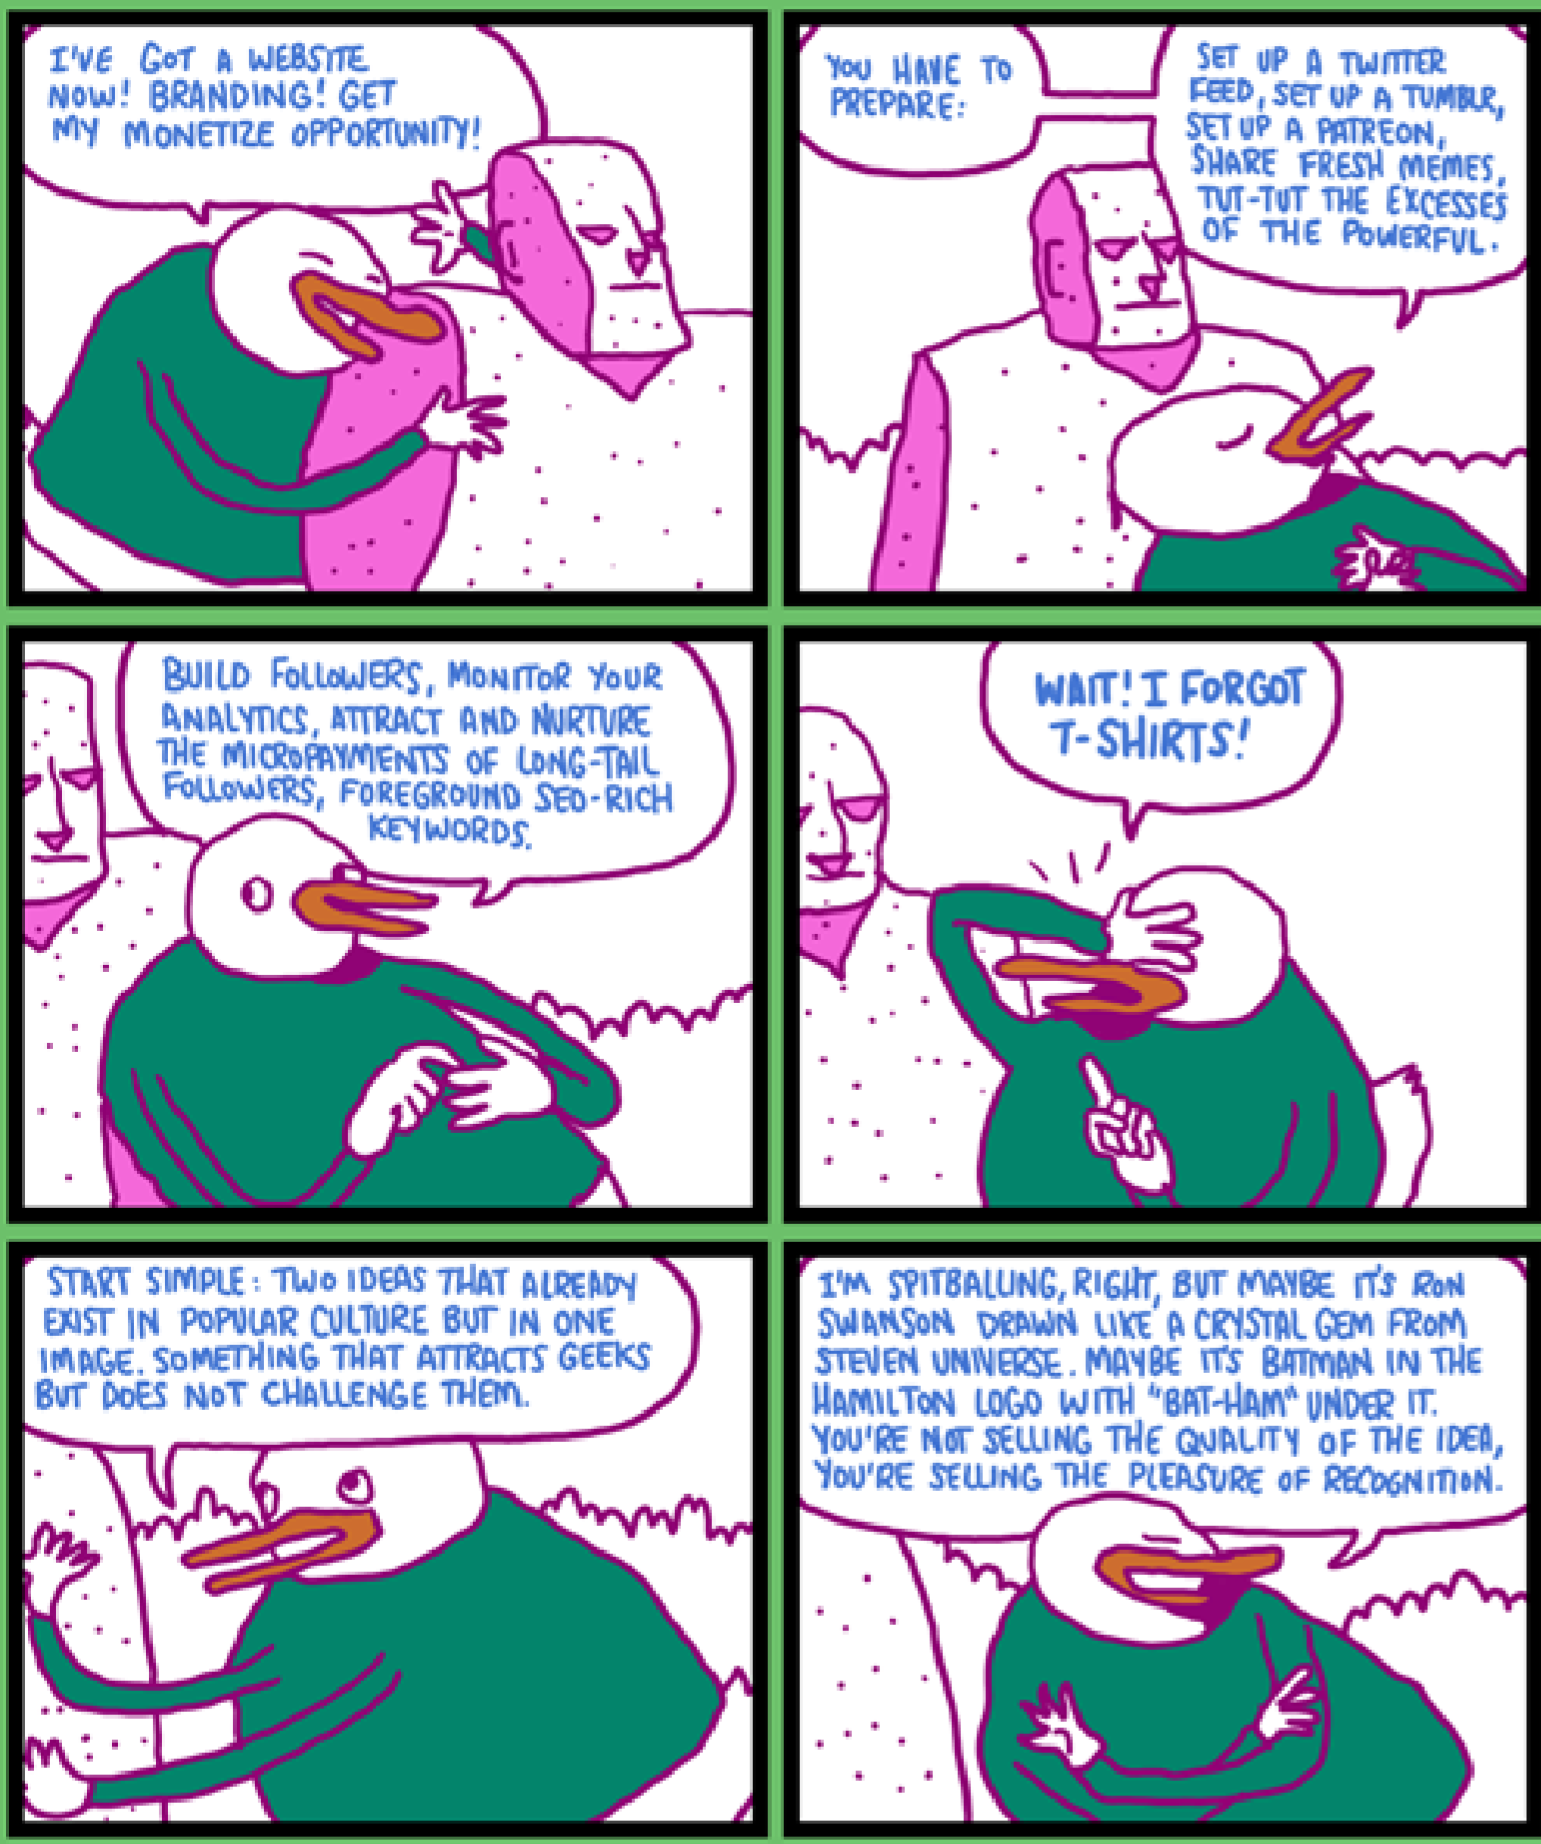 I'VE GOT A WEBSITE
NOW! BRANDING! GET
MY MONETIZE OPPORTUNITY!
YOU HAVE TO
PREPARE:
SET UP A TWITTER
FEED, SET UP A TUMBLR,
SET UP A PATREON,
SHARE FRESH MEMES,
TUT-TUT THE EXCESSES
OF THE POWERFUL.
BUILD FOLLOWERS, MONITOR YOUR
ANALYTICS, ATTRACT AND NURTURE
THE MICROPAYMENTS OF LONG-TAIL
FOLLOWERS, FOREGROUND SEO-RICH
KEYWORDS.
WAIT! I FORGOT
T-SHIRTS!
START SIMPLE: TWO IDEAS THAT ALREADY
EXIST IN POPULAR CULTURE BUT IN ONE
IMAGE. SOMETHING THAT ATTRACTS GEEKS
BUT DOES NOT CHALLENGE THEM.
I'M SPITBALLING, RIGHT, BUT MAYBE IT'S RON
SWANSON DRAWN LIKE A CRYSTAL GEM FROM
STEVEN UNIVERSE. MAYBE IT'S BATMAN IN THE
HAMILTON LOGO WITH "BAT-HAM" UNDER IT.
YOU'RE NOT SELLING THE QUALITY OF THE IDEA,
YOU'RE SELLING THE PLEASURE OF RECOGNITION.